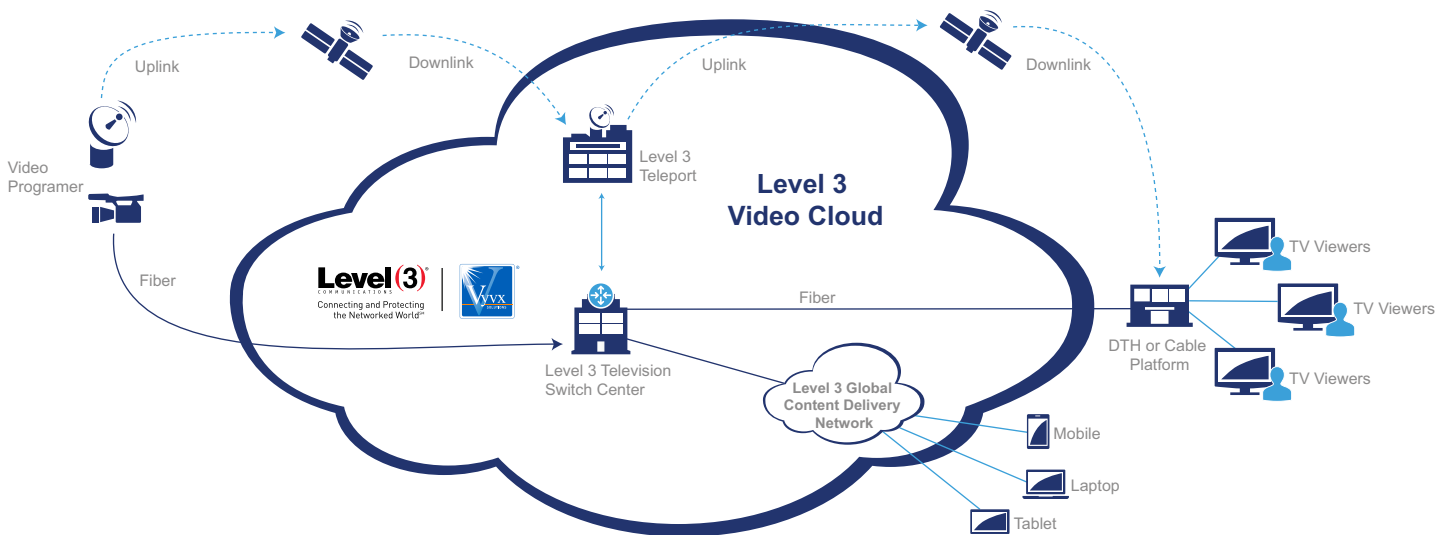 Uplink
Downlink
Uplink
Downlink
Video
Programer
Level 3
Teleport
Level 3
Video Cloud
Fiber
Level (3)®
COMMUNICATIONS
Connecting and Protecting
the Networked World℠
VYVX
SOLUTIONS
®
Fiber
Level 3 Television
Switch Center
DTH or Cable
Platform
TV Viewers
TV Viewers
TV Viewers
Level 3 Global
Content Delivery
Network
Mobile
Laptop
Tablet